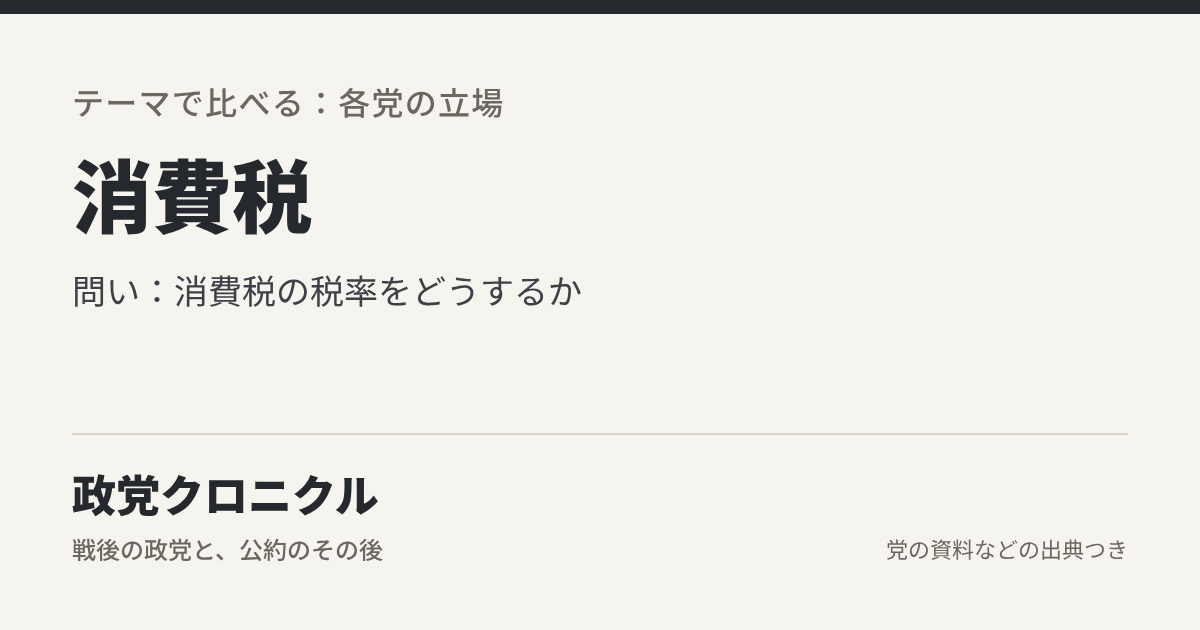 テーマで比べる：各党の立場
消費税
問い：消費税の税率をどうするか
政党クロニクル
戦後の政党と、公約のその後
党の資料などの出典つき